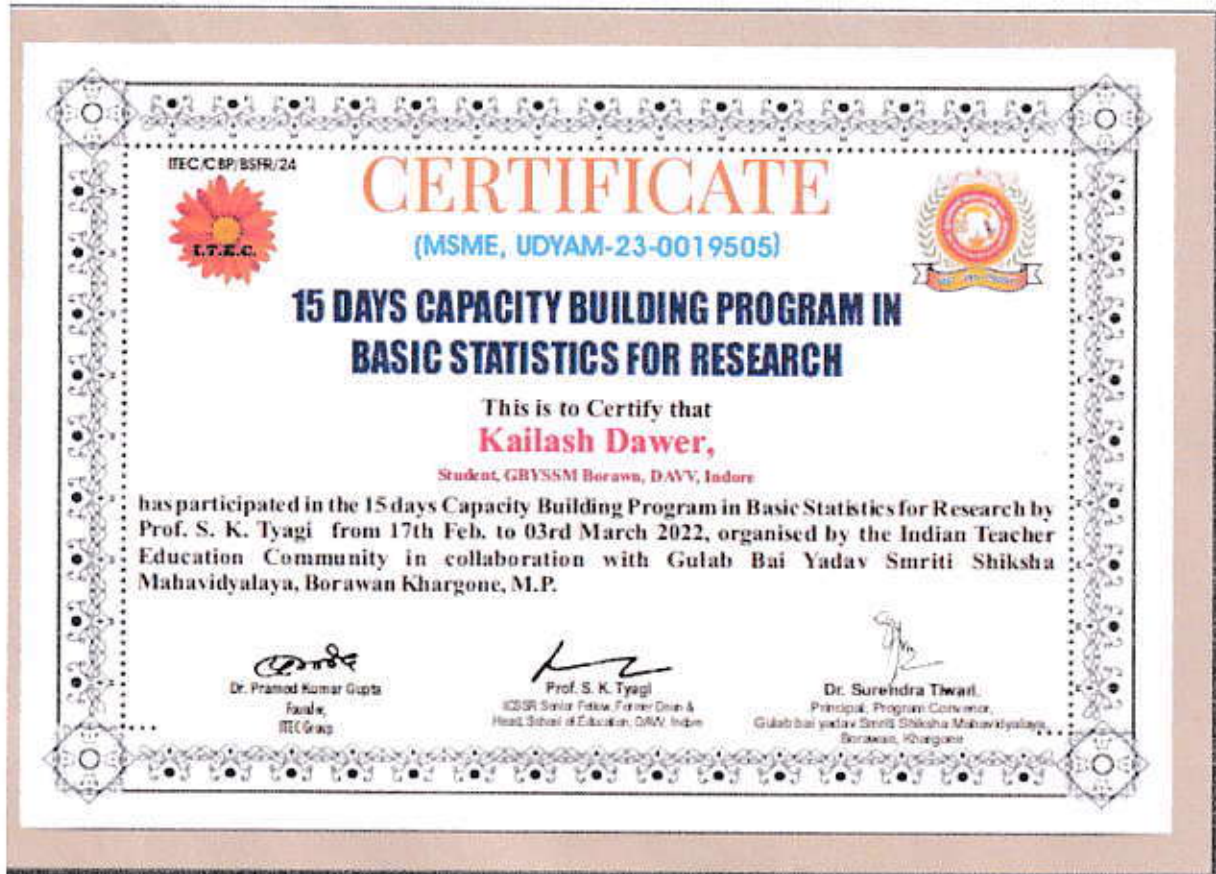 ITEC/CBP/BSFR/24
I.T.E.C.
CERTIFICATE
(MSME, UDYAM-23-0019505)
15 DAYS CAPACITY BUILDING PROGRAM IN
BASIC STATISTICS FOR RESEARCH
This is to Certify that
Kailash Dawer,
Student, GBYSSM Borawn, DAVV, Indore
has participated in the 15 days Capacity Building Program in Basic Statistics for Research by
Prof. S. K. Tyagi from 17th Feb. to 03rd March 2022, organised by the Indian Teacher
Education Community in collaboration with Gulab Bai Yadav Smriti Shiksha
Mahavidyalaya, Borawan Khargone, M.P.
Dr. Pramod Kumar Gupta
Founder,
ITEC Group
Prof. S. K. Tyagi
ICSSR Senior Fellow, Former Dean &
Head, School of Education, DAVV, Indore
Dr. Surendra Tiwari,
Principal, Program Convenor,
Gulab bai yadav Smriti Shiksha Mahavidyalaya,
Borawan, Khargone